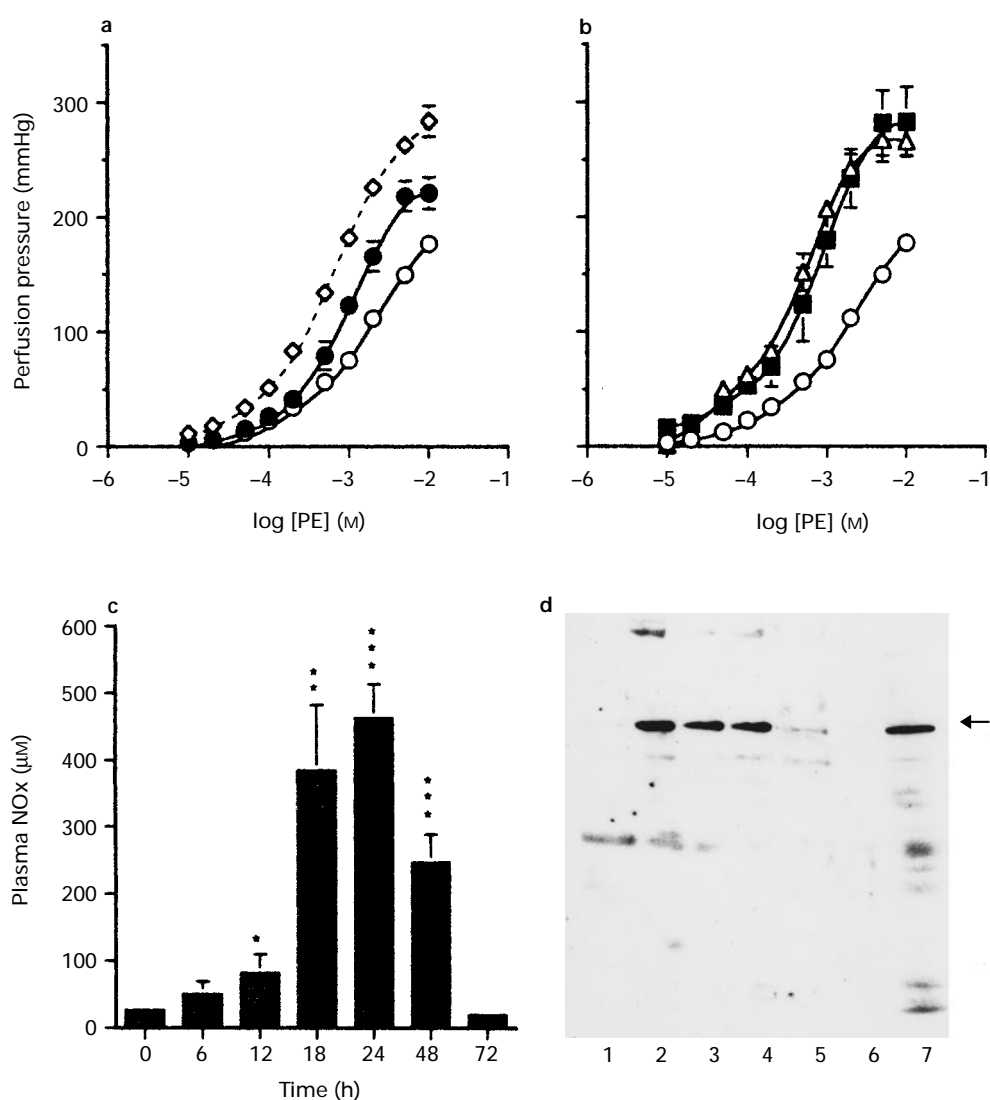 a
300
200
100
0
Perfusion pressure (mmHg)
–6 –5 –4 –3 –2 –1
log [PE] (M)
b
–6 –5 –4 –3 –2 –1
log [PE] (M)
c
600
500
400
300
200
100
0
Plasma NOx (μM)
* ** *** ***
0 6 12 18 24 48 72
Time (h)
d
1 2 3 4 5 6 7